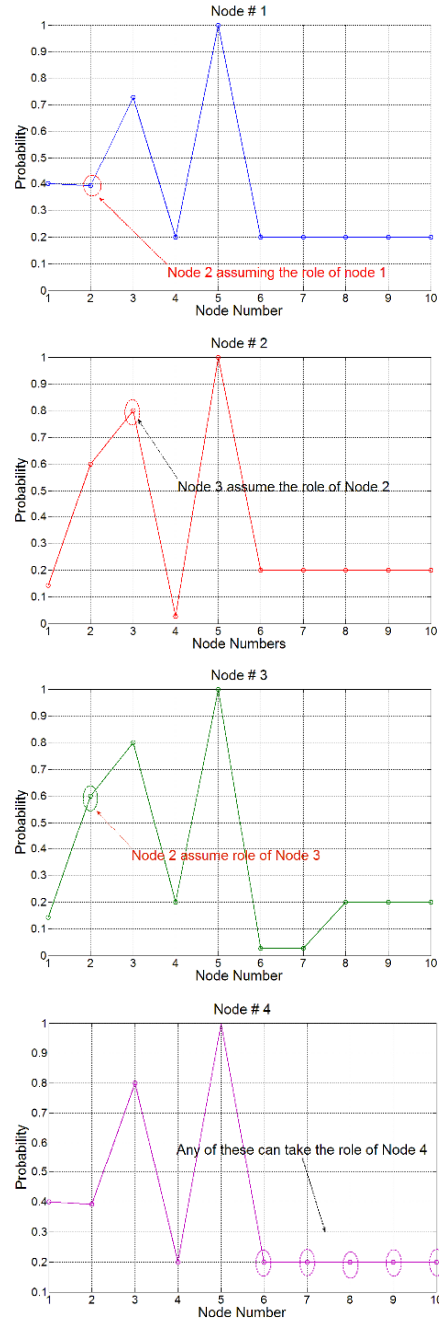 Node # 1
1
0.9
0.8
0.7
0.6
0.5
0.4
0.3
0.2
0.1
0
Probability
Node 2 assuming the role of node 1
1 2 3 4 5 6 7 8 9 10
Node Number
Node # 2
1
0.9
0.8
0.7
0.6
0.5
0.4
0.3
0.2
0.1
0
Probability
Node 3 assume the role of Node 2
1 2 3 4 5 6 7 8 9 10
Node Numbers
Node # 3
1
0.9
0.8
0.7
0.6
0.5
0.4
0.3
0.2
0.1
0
Probability
Node 2 assume role of Node 3
1 2 3 4 5 6 7 8 9 10
Node Number
Node # 4
1
0.9
0.8
0.7
0.6
0.5
0.4
0.3
0.2
0.1
Probability
Any of these can take the role of Node 4
1 2 3 4 5 6 7 8 9 10
Node Number